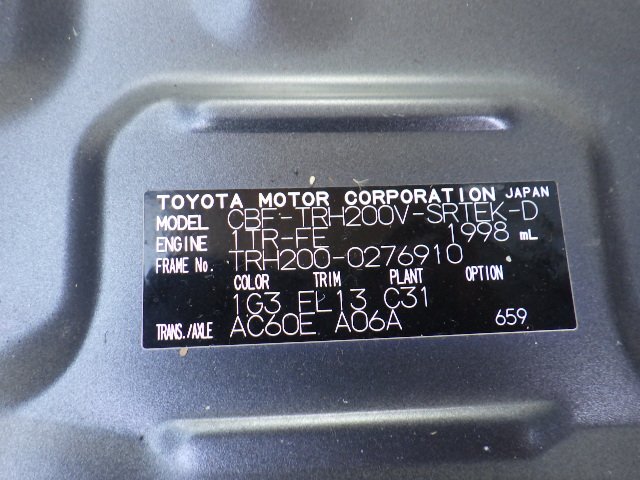 TOYOTA MOTOR CORPORATION JAPAN
MODEL CBF-TRH200V-SRTEK-D
ENGINE 1TR-FE 1998 mL
FRAME No. TRH200-0276910
COLOR TRIM PLANT OPTION
1G3 FL13 C31
TRANS./AXLE AC60E A06A 659